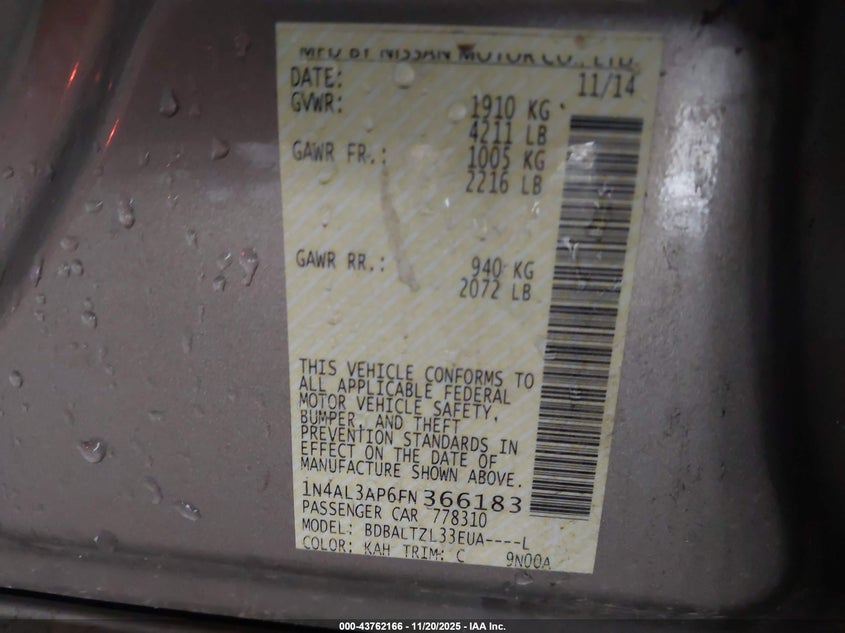 MFD BY NISSAN MOTOR CO., LTD.
DATE: 11/14
GVWR: 1910 KG
4211 LB
GAWR FR.: 1005 KG
2216 LB
GAWR RR.: 940 KG
2072 LB
THIS VEHICLE CONFORMS TO
ALL APPLICABLE FEDERAL
MOTOR VEHICLE SAFETY,
BUMPER, AND THEFT
PREVENTION STANDARDS IN
EFFECT ON THE DATE OF
MANUFACTURE SHOWN ABOVE.
1N4AL3AP6FN366183
PASSENGER CAR 778310
MODEL: BDBALTZL33EUA----L
COLOR: KAH TRIM: C 9N00A
000-43762166 - 11/20/2025 - IAA Inc.